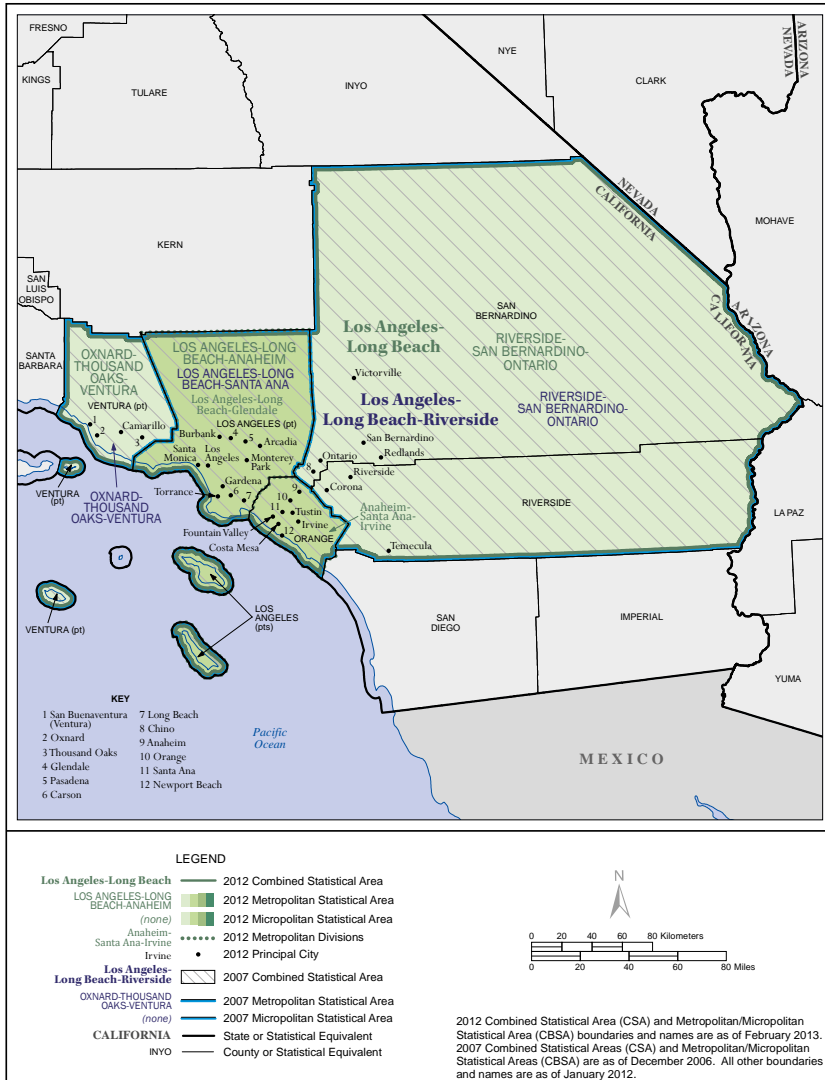 FRESNO
KINGS
TULARE
INYO
NYE
CLARK
ARIZONA
NEVADA
KERN
NEVADA
CALIFORNIA
MOHAVE
SAN
LUIS
OBISPO
SANTA
BARBARA
SAN
BERNARDINO
Los Angeles-
Long Beach
RIVERSIDE-
SAN BERNARDINO-
ONTARIO
ARIZONA
CALIFORNIA
OXNARD-
THOUSAND
OAKS-
VENTURA
LOS ANGELES-LONG
BEACH-ANAHEIM
LOS ANGELES-LONG
BEACH-SANTA ANA
Los Angeles-Long
Beach-Glendale
Victorville
Los Angeles-
Long Beach-Riverside
RIVERSIDE-
SAN BERNARDINO-
ONTARIO
VENTURA (pt)
LOS ANGELES (pt)
1
2
Camarillo
3
Burbank
4
5
Arcadia
Santa
Monica
Los
Angeles
Monterey
Park
San Bernardino
Redlands
Ontario
8
Riverside
Corona
VENTURA
(pt)
OXNARD-
THOUSAND
OAKS-VENTURA
Torrance
Gardena
6
7
9
10
11
Tustin
Irvine
12
ORANGE
Fountain Valley
Costa Mesa
Anaheim-
Santa Ana-
Irvine
RIVERSIDE
LA PAZ
Temecula
VENTURA (pt)
LOS
ANGELES
(pts)
SAN
DIEGO
IMPERIAL
YUMA
Pacific
Ocean
MEXICO
KEY
1 San Buenaventura
(Ventura)
2 Oxnard
3 Thousand Oaks
4 Glendale
5 Pasadena
6 Carson
7 Long Beach
8 Chino
9 Anaheim
10 Orange
11 Santa Ana
12 Newport Beach
LEGEND
Los Angeles-Long Beach 2012 Combined Statistical Area
LOS ANGELES-LONG
BEACH-ANAHEIM 2012 Metropolitan Statistical Area
(none) 2012 Micropolitan Statistical Area
Anaheim-
Santa Ana-Irvine 2012 Metropolitan Divisions
Irvine 2012 Principal City
Los Angeles-
Long Beach-Riverside 2007 Combined Statistical Area
OXNARD-THOUSAND
OAKS-VENTURA 2007 Metropolitan Statistical Area
(none) 2007 Micropolitan Statistical Area
CALIFORNIA State or Statistical Equivalent
INYO County or Statistical Equivalent
N
0 20 40 60 80 Kilometers
0 20 40 60 80 Miles
2012 Combined Statistical Area (CSA) and Metropolitan/Micropolitan
Statistical Area (CBSA) boundaries and names are as of February 2013.
2007 Combined Statistical Areas (CSA) and Metropolitan/Micropolitan
Statistical Areas (CBSA) are as of December 2006. All other boundaries
and names are as of January 2012.